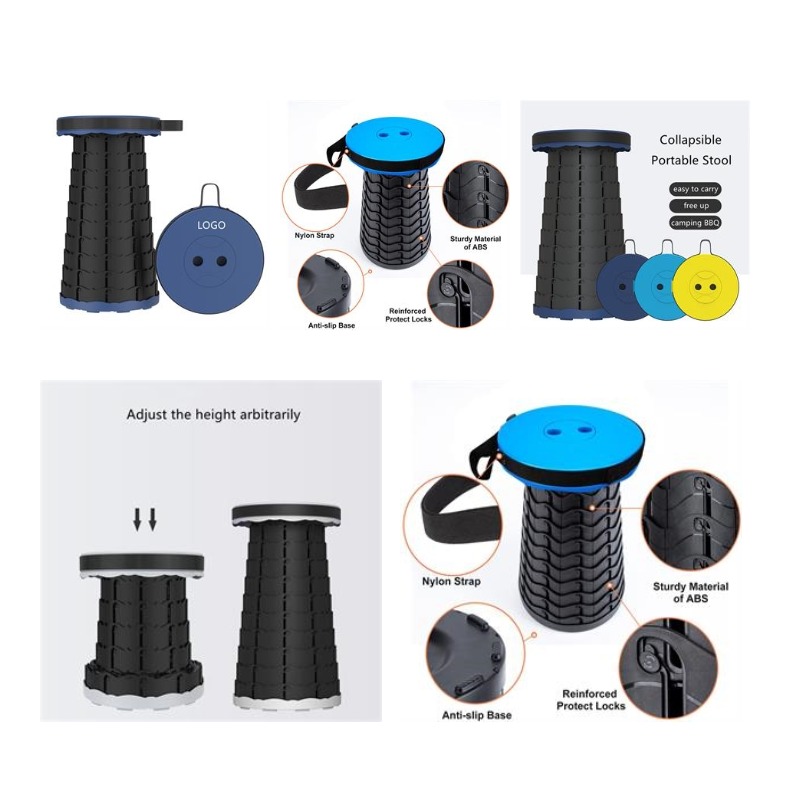 LOGO
Nylon Strap
Sturdy Material
of ABS
Anti-slip Base
Reinforced
Protect Locks
Collapsible
Portable Stool
easy to carry
free up
camping BBQ
Adjust the height arbitrarily
Nylon Strap
Sturdy Material
of ABS
Anti-slip Base
Reinforced
Protect Locks